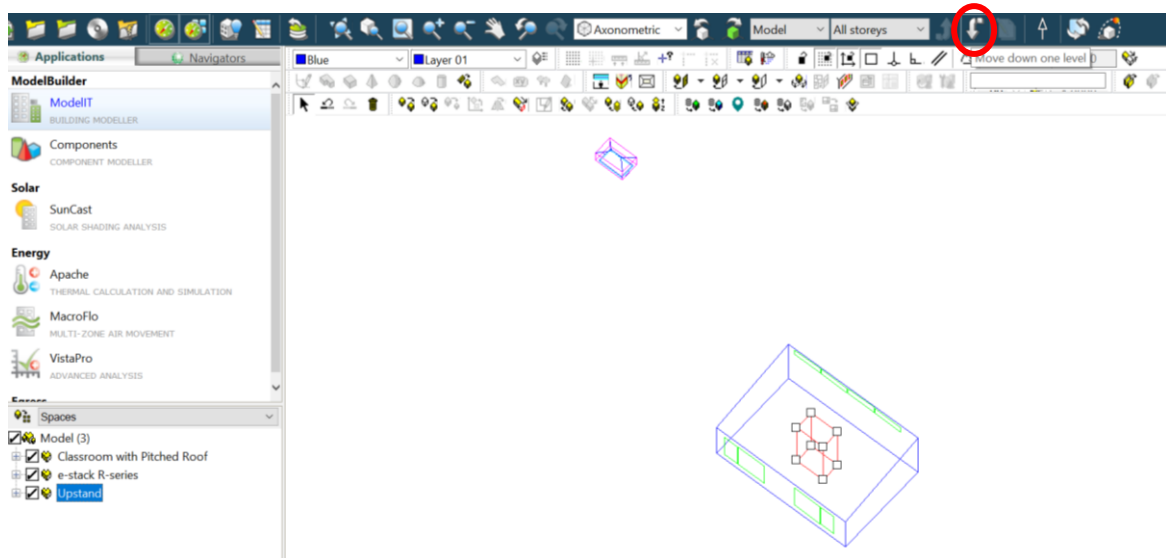 Axonometric
Model
All storeys
Applications
Navigators
Blue
Layer 01
Move down one level
0
ModelBuilder
ModelIT
BUILDING MODELLER
Components
COMPONENT MODELLER
Solar
SunCast
SOLAR SHADING ANALYSIS
Energy
Apache
THERMAL CALCULATION AND SIMULATION
MacroFlo
MULTI-ZONE AIR MOVEMENT
VistaPro
ADVANCED ANALYSIS
Spaces
Model (3)
Classroom with Pitched Roof
e-stack R-series
Upstand